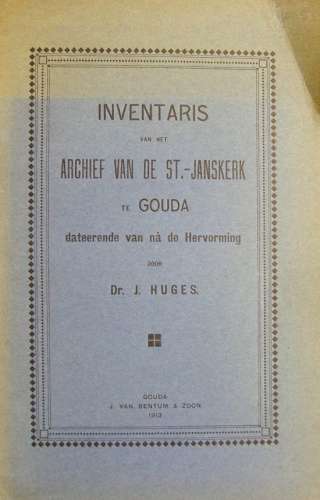 INVENTARIS
VAN HET
ARCHIEF VAN DE ST.-JANSKERK
TE GOUDA
dateerende van nà de Hervorming
DOOR
Dr. J. HUGES.
GOUDA
J. VAN BENTUM & ZOON
1913